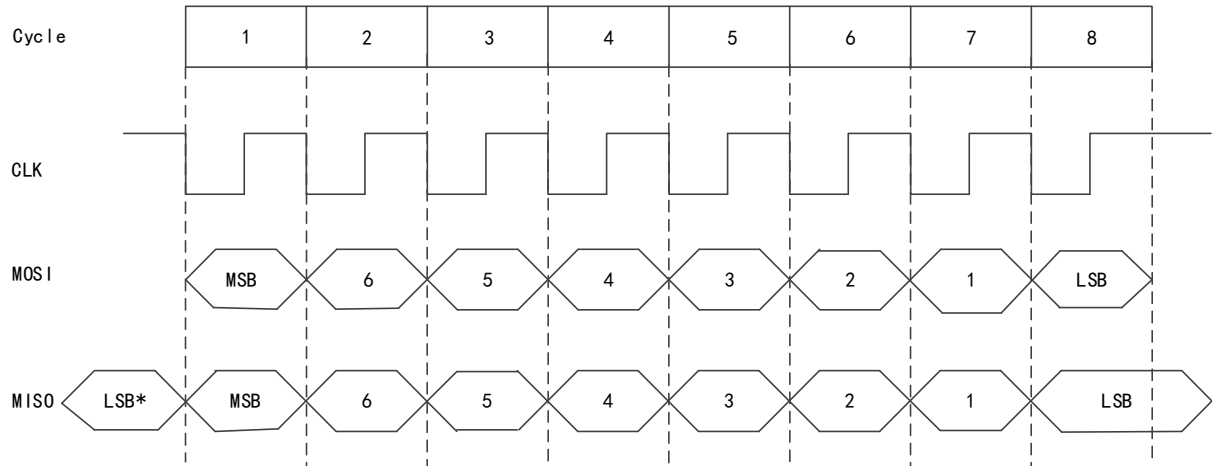 Cycle 1 2 3 4 5 6 7 8
CLK
MOSI MSB 6 5 4 3 2 1 LSB
MISO LSB* MSB 6 5 4 3 2 1 LSB